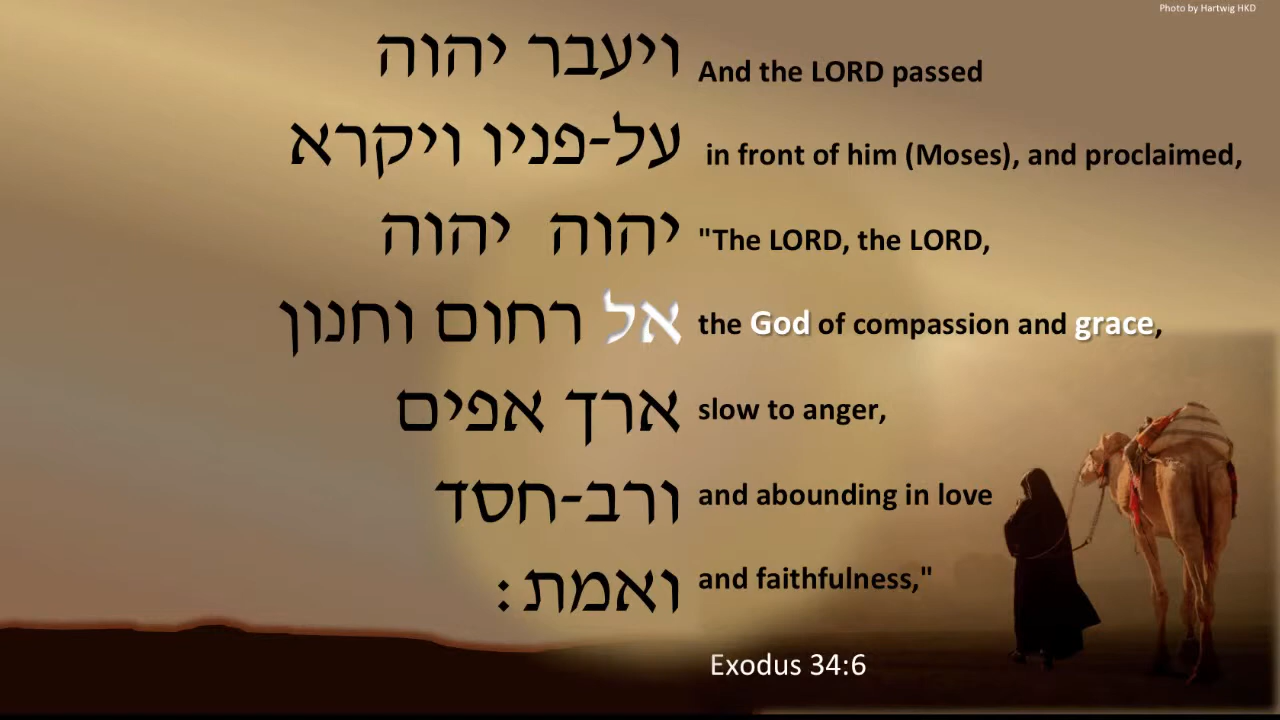 Photo by Hartwig HKD
ויעבר יהוה And the LORD passed
על-פניו ויקרא in front of him (Moses), and proclaimed,
יהוה יהוה "The LORD, the LORD,
אל רחום וחנון the God of compassion and grace,
ארך אפים slow to anger,
ורב-חסד and abounding in love
ואמת: and faithfulness,"
Exodus 34:6